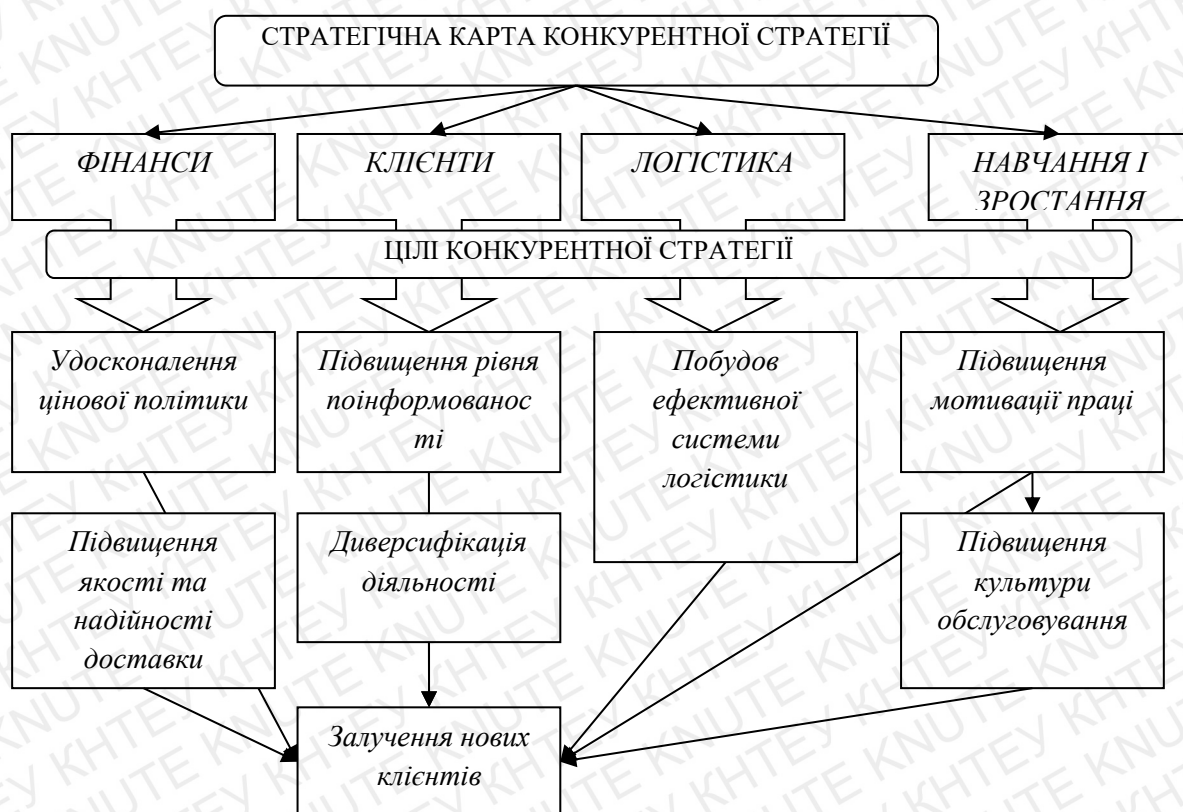 СТРАТЕГІЧНА КАРТА КОНКУРЕНТНОЇ СТРАТЕГІЇ
ФІНАНСИ
КЛІЄНТИ
ЛОГІСТИКА
НАВЧАННЯ І
ЗРОСТАННЯ
ЦІЛІ КОНКУРЕНТНОЇ СТРАТЕГІЇ
Удосконалення
цінової політики
Підвищення рівня
поінформованос
ті
Побудов
ефективної
системи
логістики
Підвищення
мотивації праці
Підвищення
якості та
надійності
доставки
Диверсифікація
діяльності
Підвищення
культури
обслуговування
Залучення нових
клієнтів